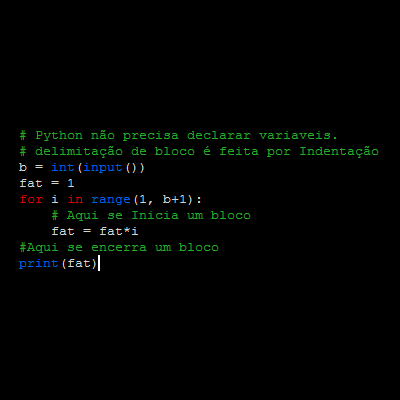 # Python não precisa declarar variaveis.
# delimitação de bloco é feita por Indentação
b = int(input())
fat = 1
for i in range(1, b+1):
    # Aqui se Inicia um bloco
    fat = fat*i
#Aqui se encerra um bloco
print(fat)